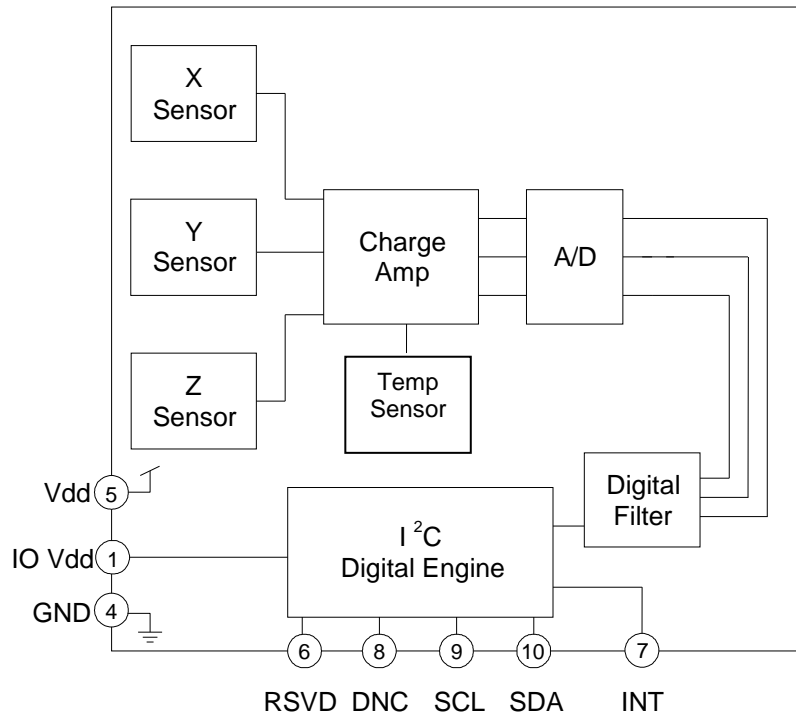 X
Sensor
Y
Sensor
Z
Sensor
Charge
Amp
A/D
Temp
Sensor
Digital
Filter
I ²C
Digital Engine
Vdd 5
IO Vdd 1
GND 4
6 8 9 10 7
RSVD DNC SCL SDA INT